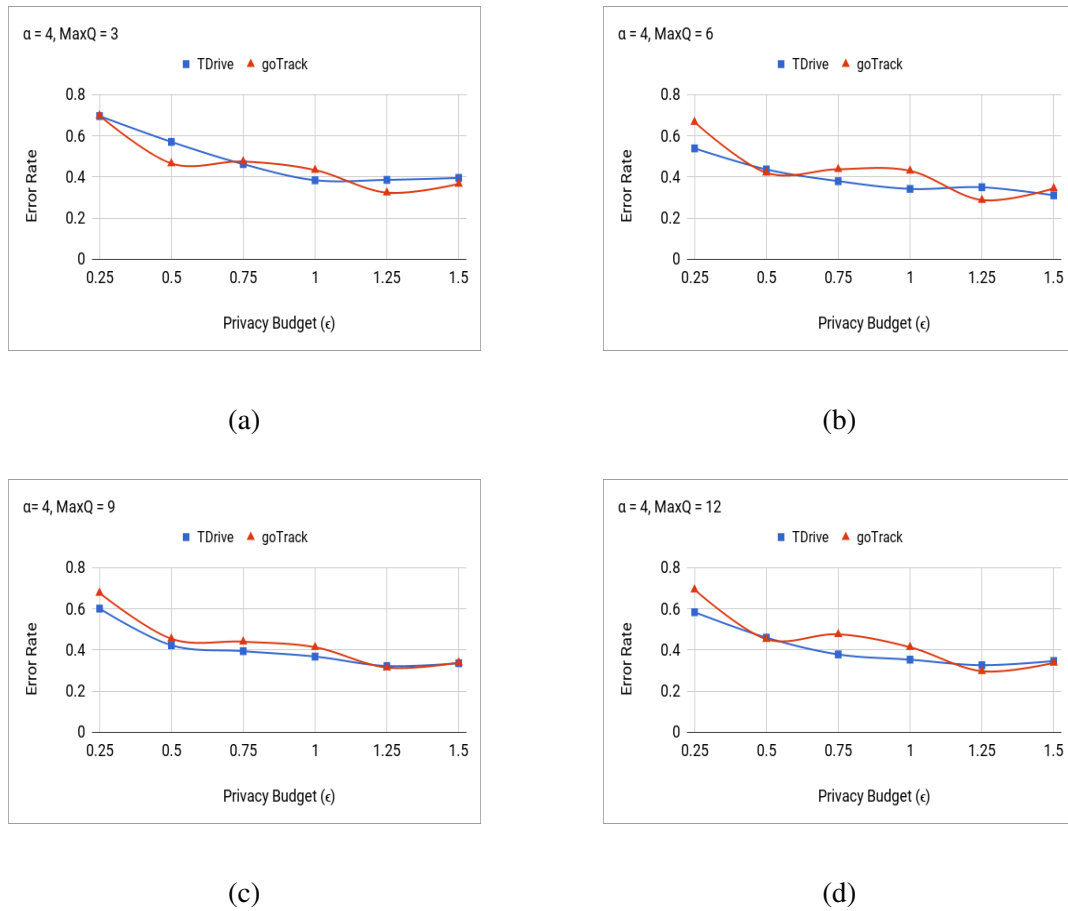 α = 4, MaxQ = 3
TDrive goTrack
0.8
0.6
0.4
0.2
0
Error Rate
0.25 0.5 0.75 1 1.25 1.5
Privacy Budget (ϵ)
(a)
α = 4, MaxQ = 6
TDrive goTrack
0.8
0.6
0.4
0.2
0
Error Rate
0.25 0.5 0.75 1 1.25 1.5
Privacy Budget (ϵ)
(b)
α= 4, MaxQ = 9
TDrive goTrack
0.8
0.6
0.4
0.2
0
Error Rate
0.25 0.5 0.75 1 1.25 1.5
Privacy Budget (ϵ)
(c)
α = 4, MaxQ = 12
TDrive goTrack
0.8
0.6
0.4
0.2
0
Error Rate
0.25 0.5 0.75 1 1.25 1.5
Privacy Budget (ϵ)
(d)